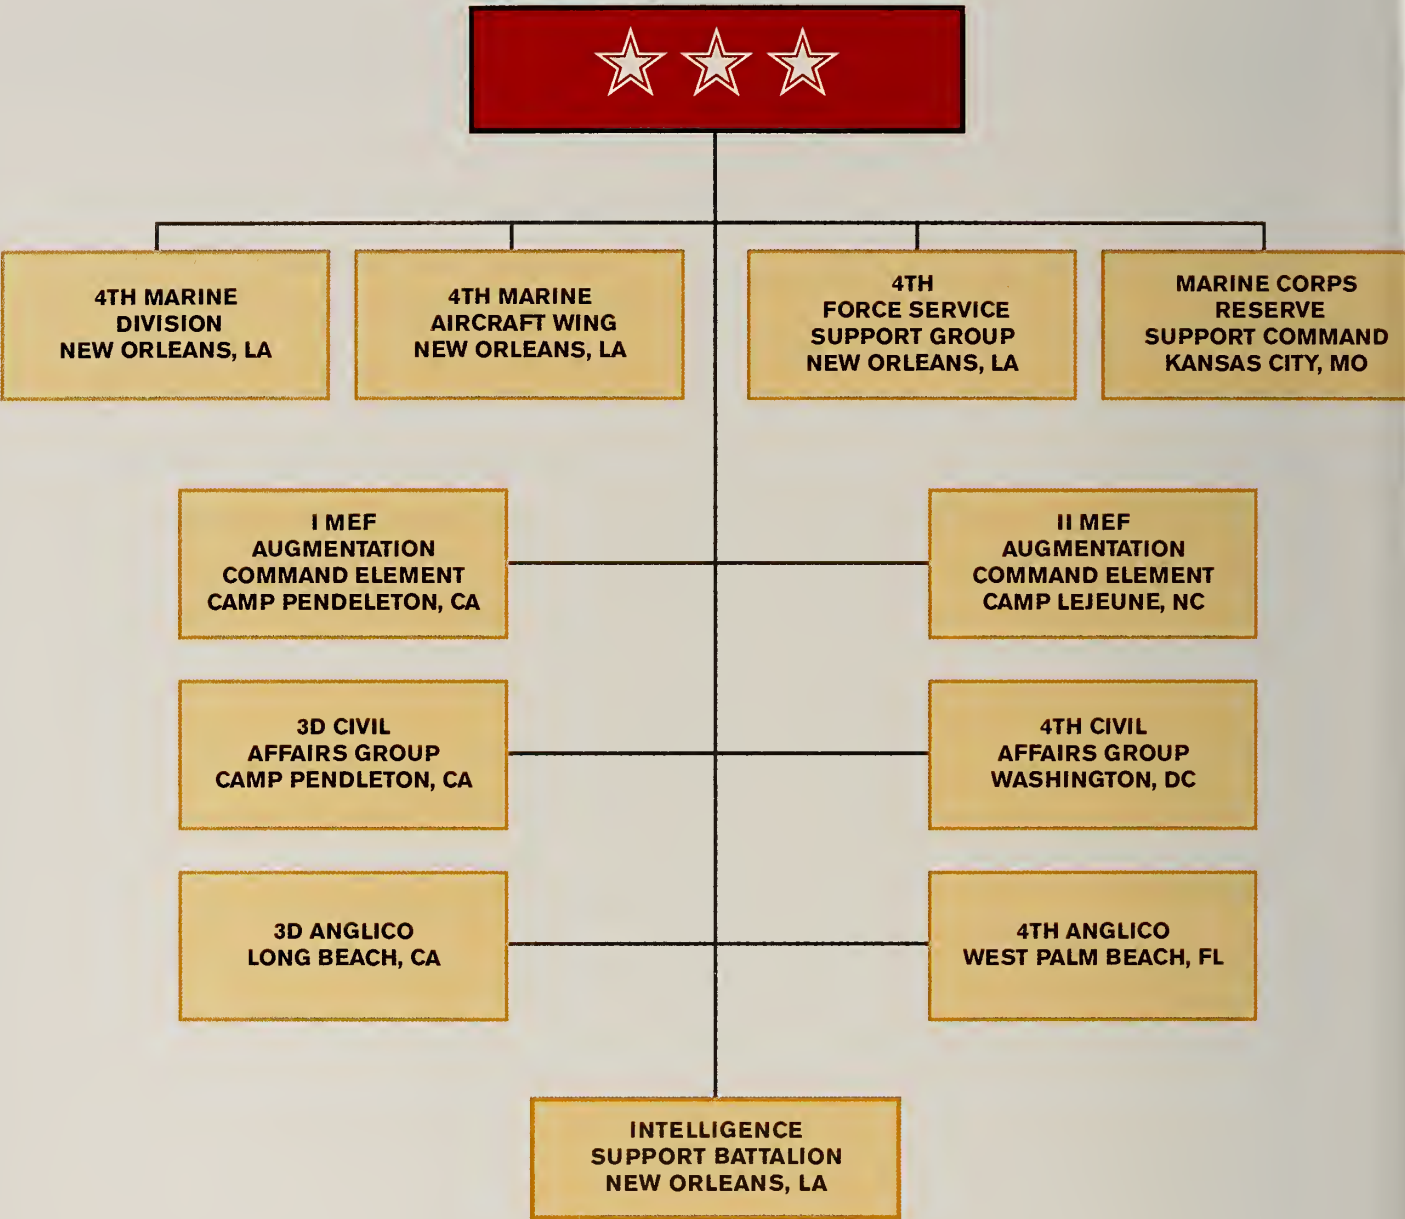 4TH MARINE
DIVISION
NEW ORLEANS, LA
4TH MARINE
AIRCRAFT WING
NEW ORLEANS, LA
4TH
FORCE SERVICE
SUPPORT GROUP
NEW ORLEANS, LA
MARINE CORPS
RESERVE
SUPPORT COMMAND
KANSAS CITY, MO
I MEF
AUGMENTATION
COMMAND ELEMENT
CAMP PENDELETON, CA
II MEF
AUGMENTATION
COMMAND ELEMENT
CAMP LEJEUNE, NC
3D CIVIL
AFFAIRS GROUP
CAMP PENDLETON, CA
4TH CIVIL
AFFAIRS GROUP
WASHINGTON, DC
3D ANGLICO
LONG BEACH, CA
4TH ANGLICO
WEST PALM BEACH, FL
INTELLIGENCE
SUPPORT BATTALION
NEW ORLEANS, LA